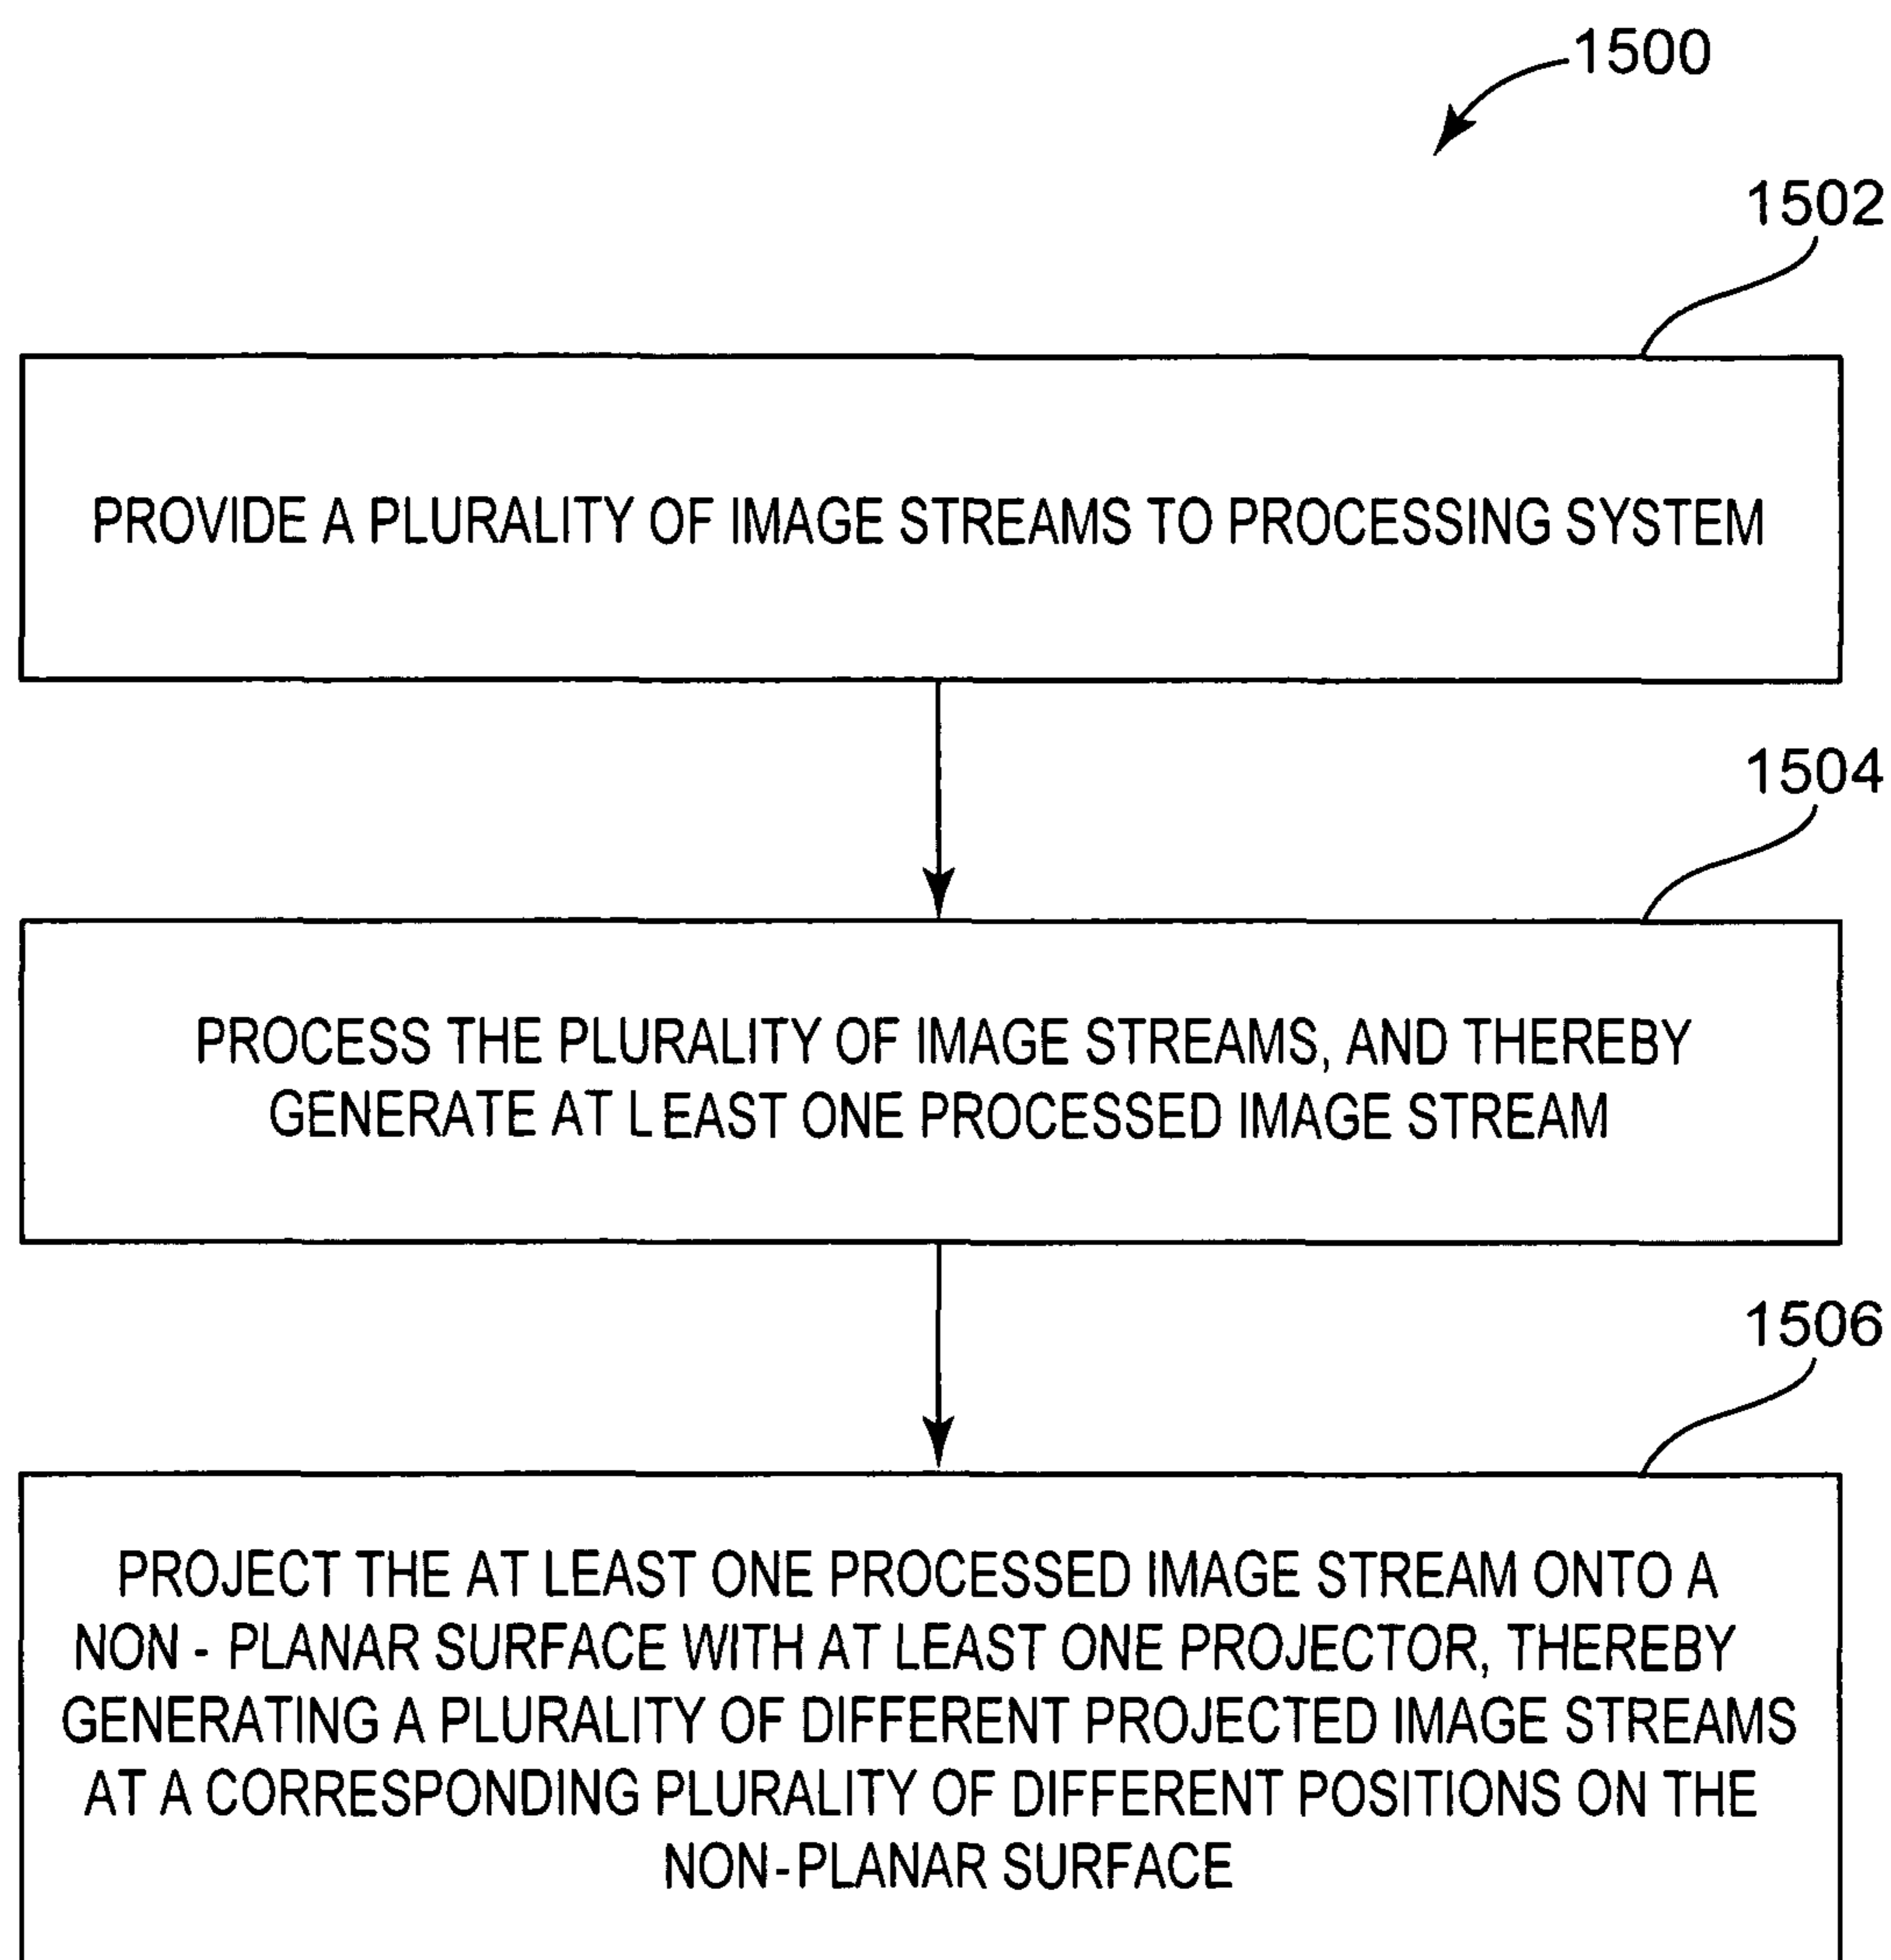 1500
1502
PROVIDE A PLURALITY OF IMAGE STREAMS TO PROCESSING SYSTEM
1504
PROCESS THE PLURALITY OF IMAGE STREAMS, AND THEREBY
GENERATE AT LEAST ONE PROCESSED IMAGE STREAM
1506
PROJECT THE AT LEAST ONE PROCESSED IMAGE STREAM ONTO A
NON - PLANAR SURFACE WITH AT LEAST ONE PROJECTOR, THEREBY
GENERATING A PLURALITY OF DIFFERENT PROJECTED IMAGE STREAMS
AT A CORRESPONDING PLURALITY OF DIFFERENT POSITIONS ON THE
NON-PLANAR SURFACE